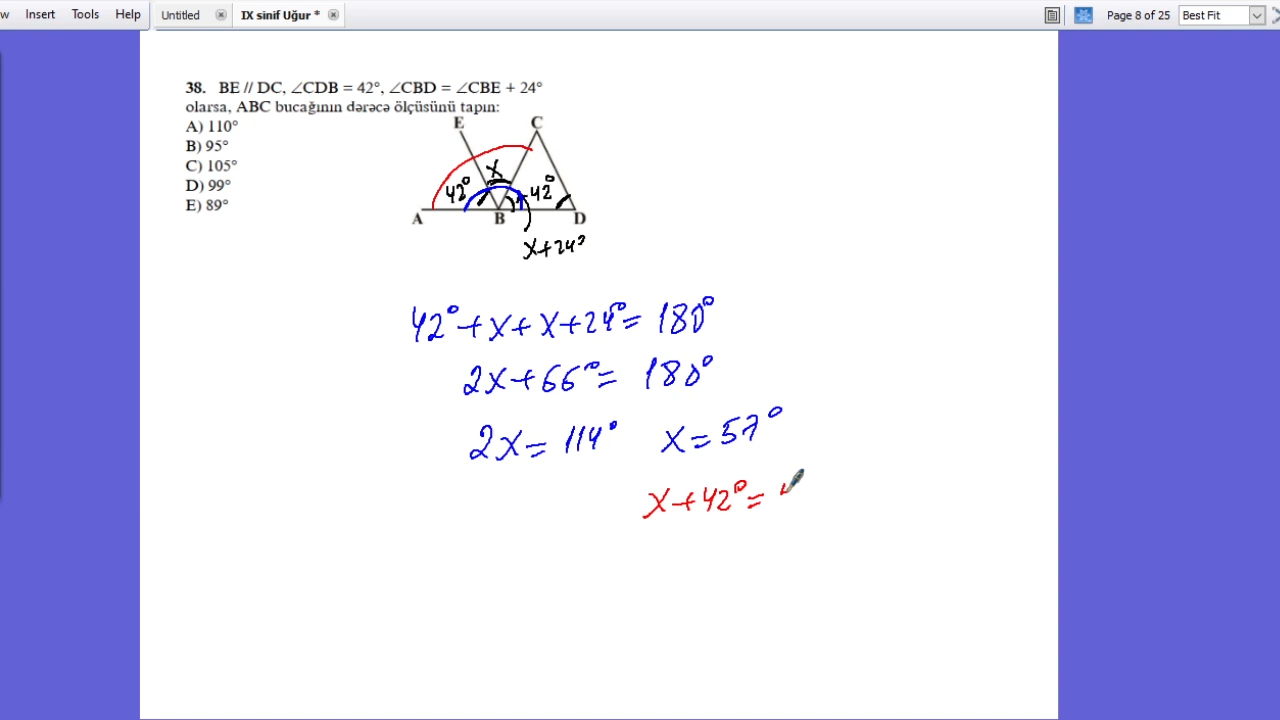 w Insert Tools Help
Untitled IX sinif Uğur * Page 8 of 25 Best Fit
38. BE // DC, ∠CDB = 42°, ∠CBD = ∠CBE + 24°
olarsa, ABC bucağının dərəcə ölçüsünü tapın:
A) 110°
B) 95°
C) 105°
D) 99°
E) 89°
E C
x
42° 42°
A B D
x+24°
42°+x+x+24°=180°
2x+66°=180°
2x=114° x=57°
x+42°=